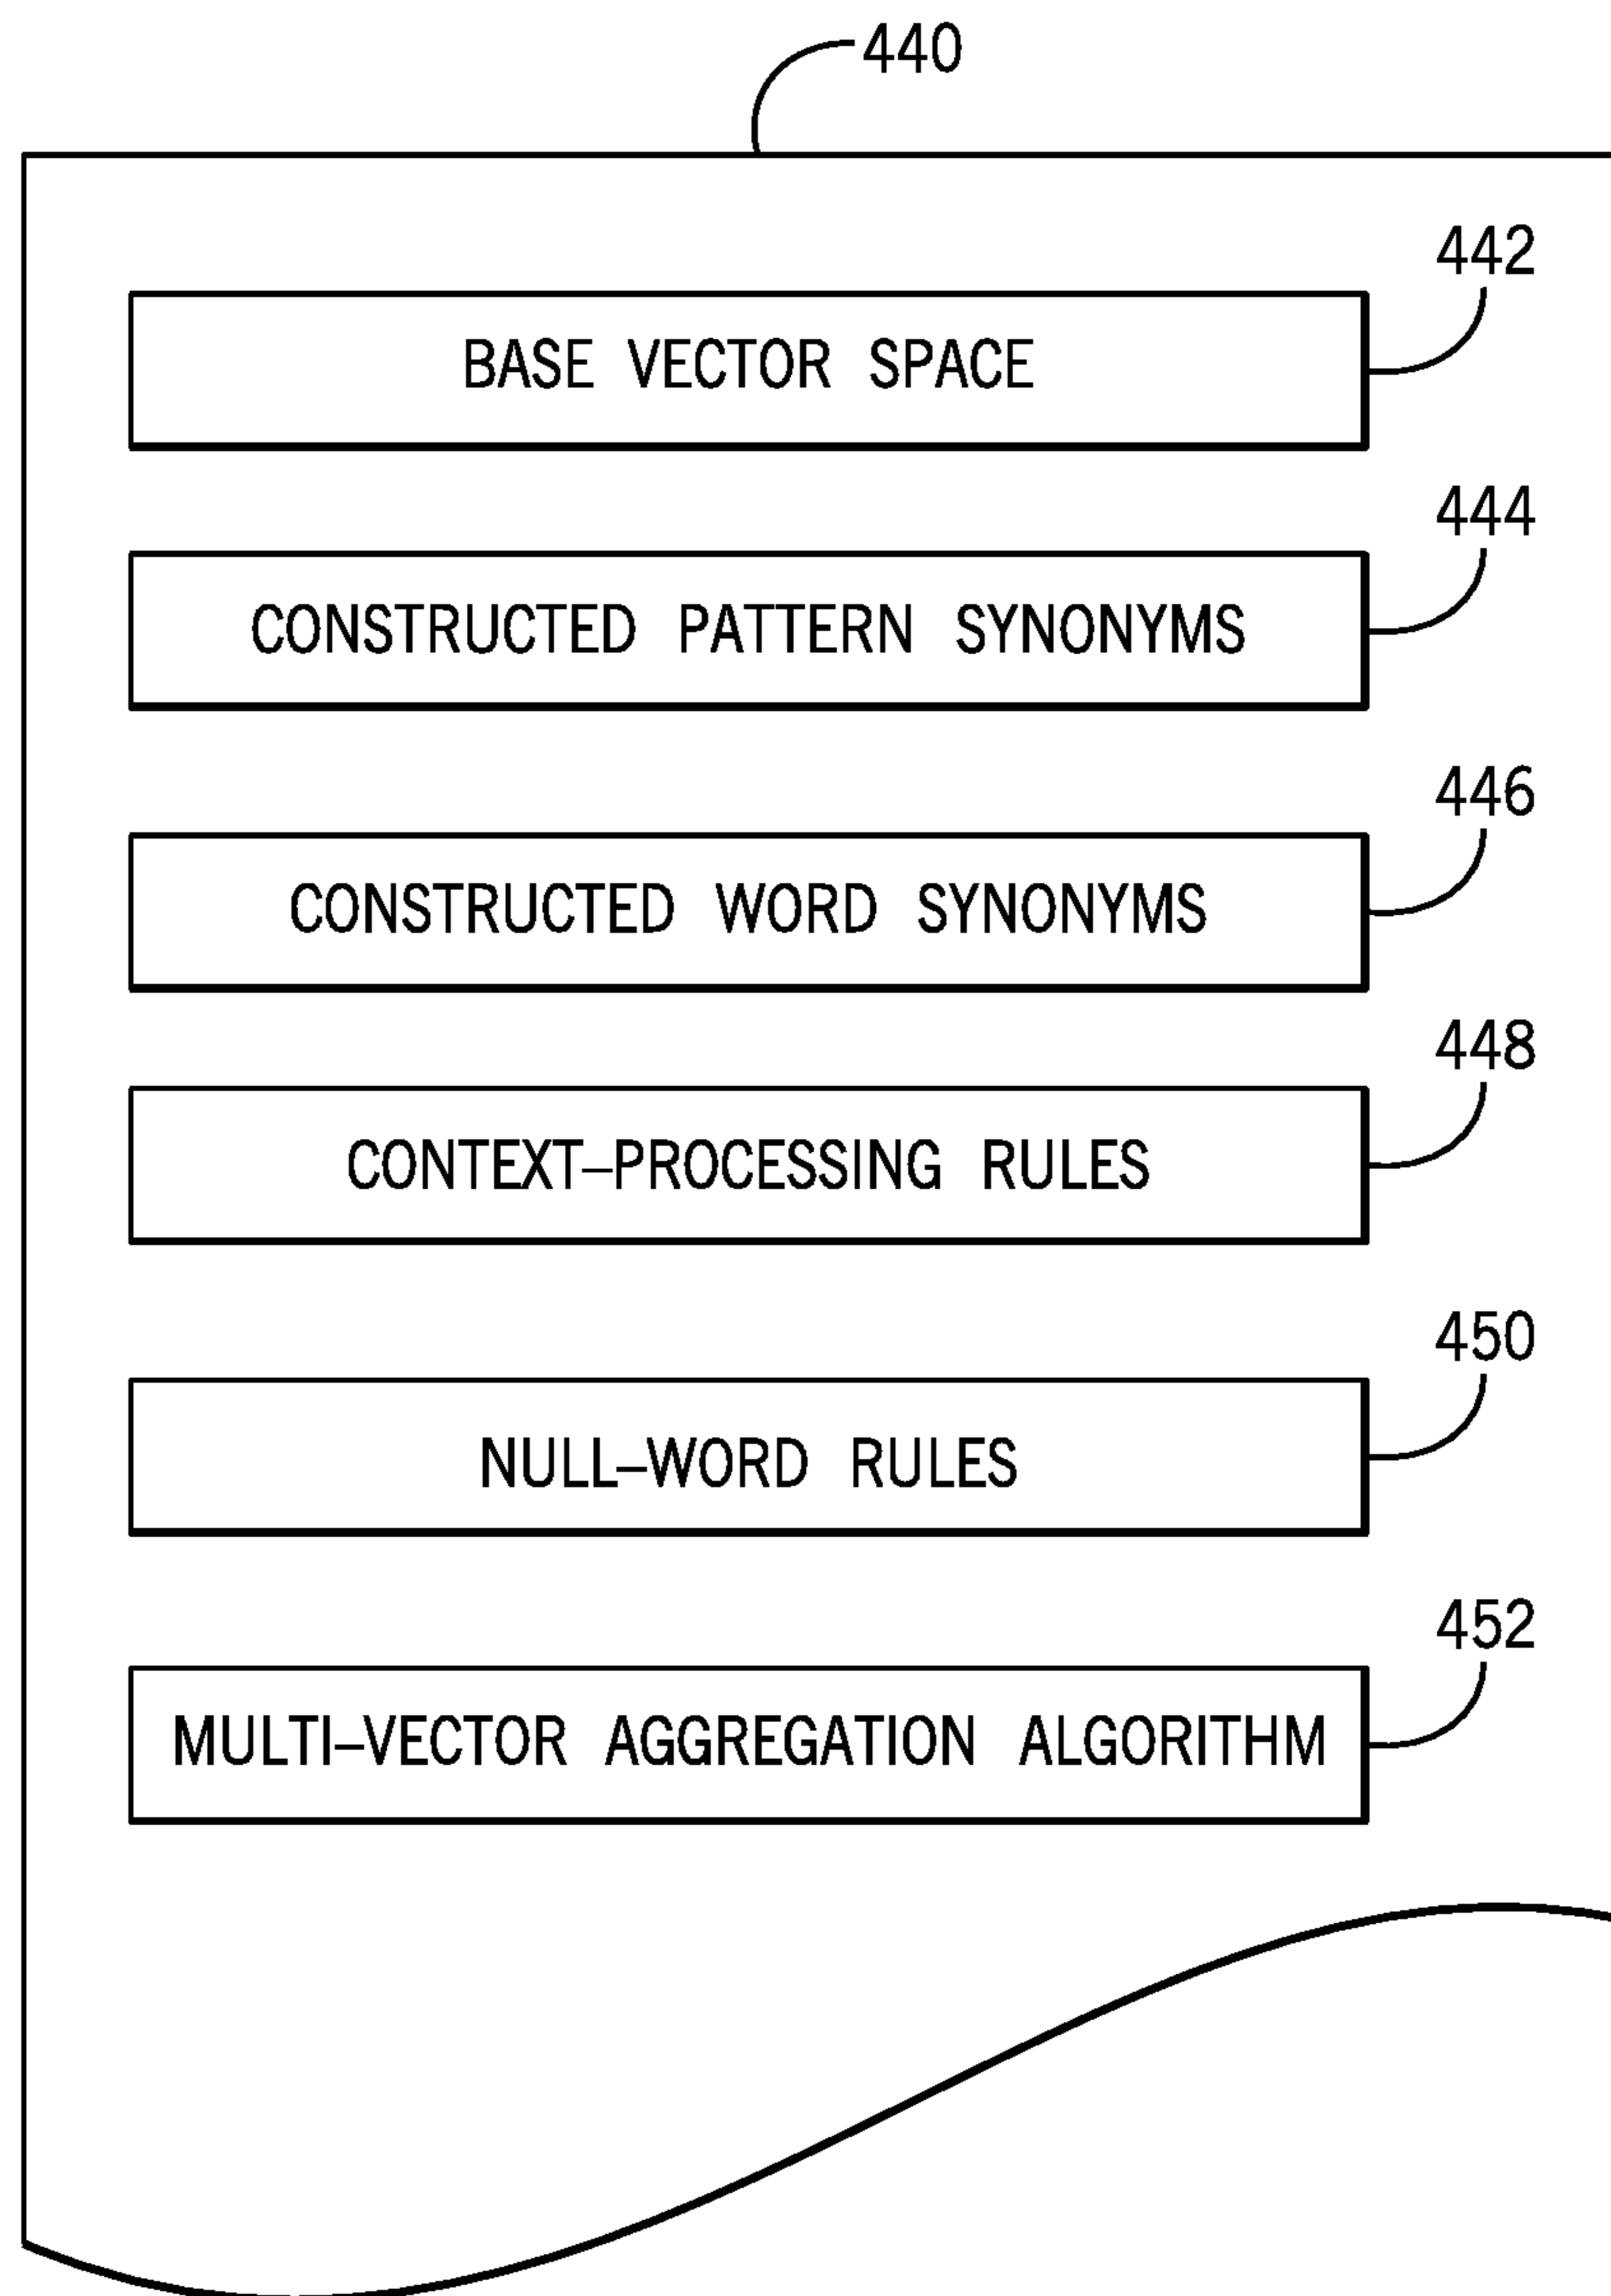 440
442
BASE VECTOR SPACE
444
CONSTRUCTED PATTERN SYNONYMS
446
CONSTRUCTED WORD SYNONYMS
448
CONTEXT–PROCESSING RULES
450
NULL–WORD RULES
452
MULTI–VECTOR AGGREGATION ALGORITHM